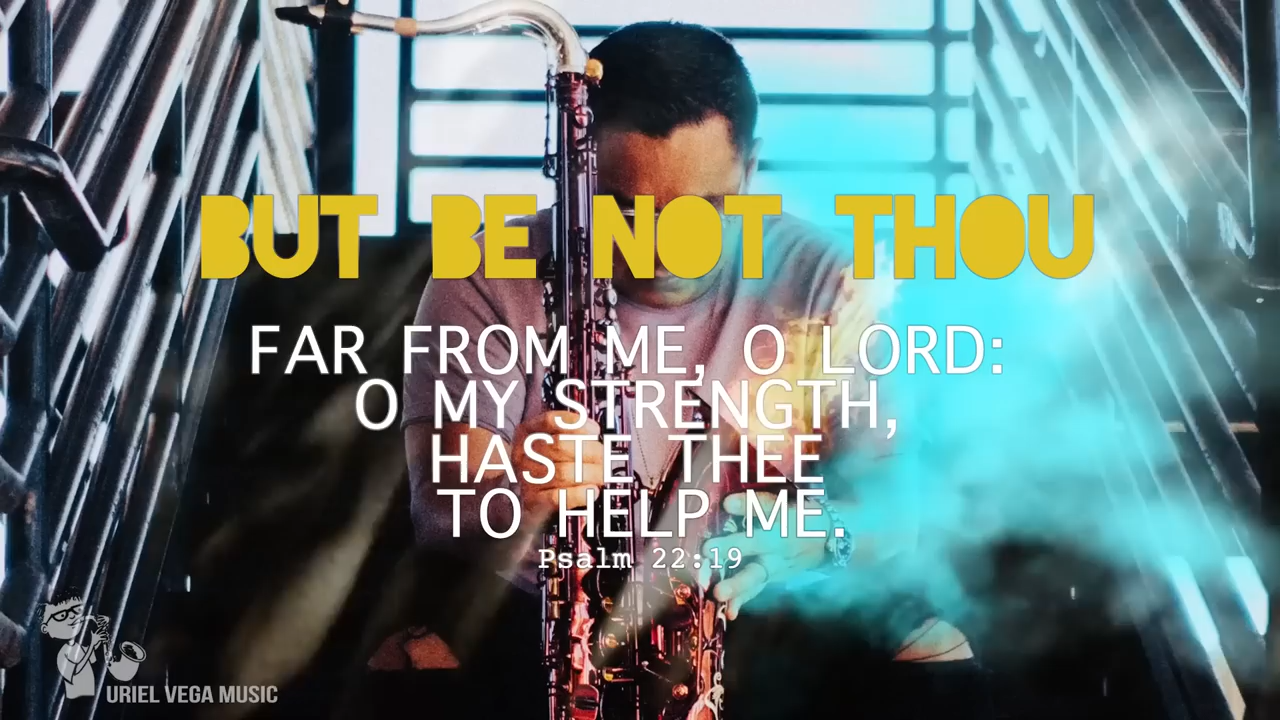 BUT BE NOT THOU
FAR FROM ME, O LORD:
O MY STRENGTH,
HASTE THEE
TO HELP ME.
Psalm 22:19
URIEL VEGA MUSIC